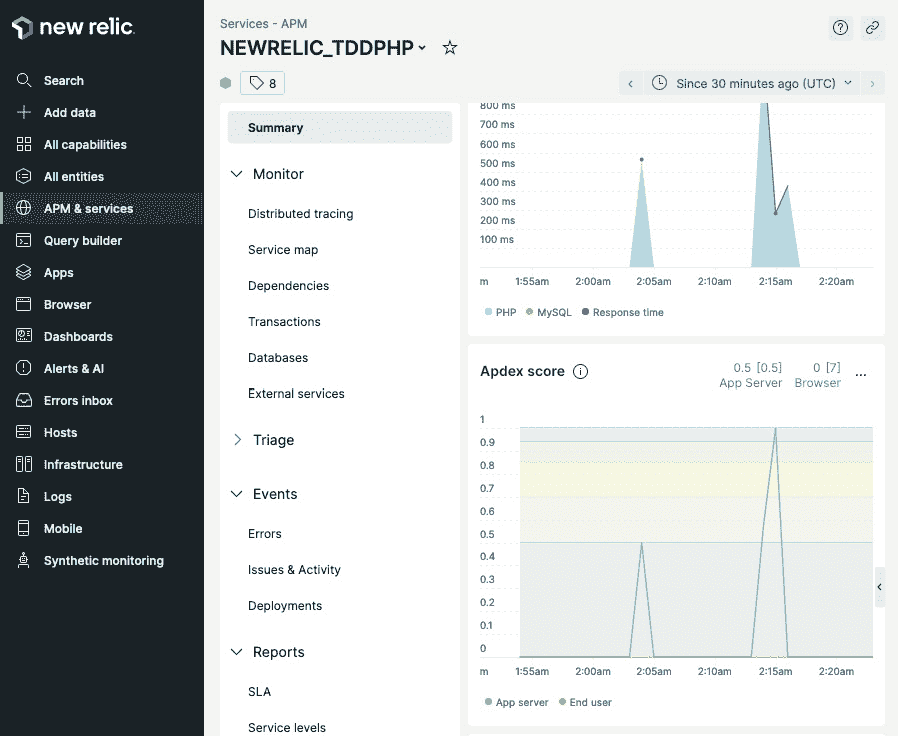 new relic.
Search
Add data
All capabilities
All entities
APM & services
Query builder
Apps
Browser
Dashboards
Alerts & AI
Errors inbox
Hosts
Infrastructure
Logs
Mobile
Synthetic monitoring
Services - APM
NEWRELIC_TDDPHP
8
Since 30 minutes ago (UTC)
Summary
Monitor
Distributed tracing
Service map
Dependencies
Transactions
Databases
External services
Triage
Events
Errors
Issues & Activity
Deployments
Reports
SLA
Service levels
800 ms
700 ms
600 ms
500 ms
400 ms
300 ms
200 ms
100 ms
m 1:55am 2:00am 2:05am 2:10am 2:15am 2:20am
PHP MySQL Response time
Apdex score
0.5 [0.5] 0 [7]
App Server Browser
...
1
0.9
0.8
0.7
0.6
0.5
0.4
0.3
0.2
0.1
0
m 1:55am 2:00am 2:05am 2:10am 2:15am 2:20am
App server End user